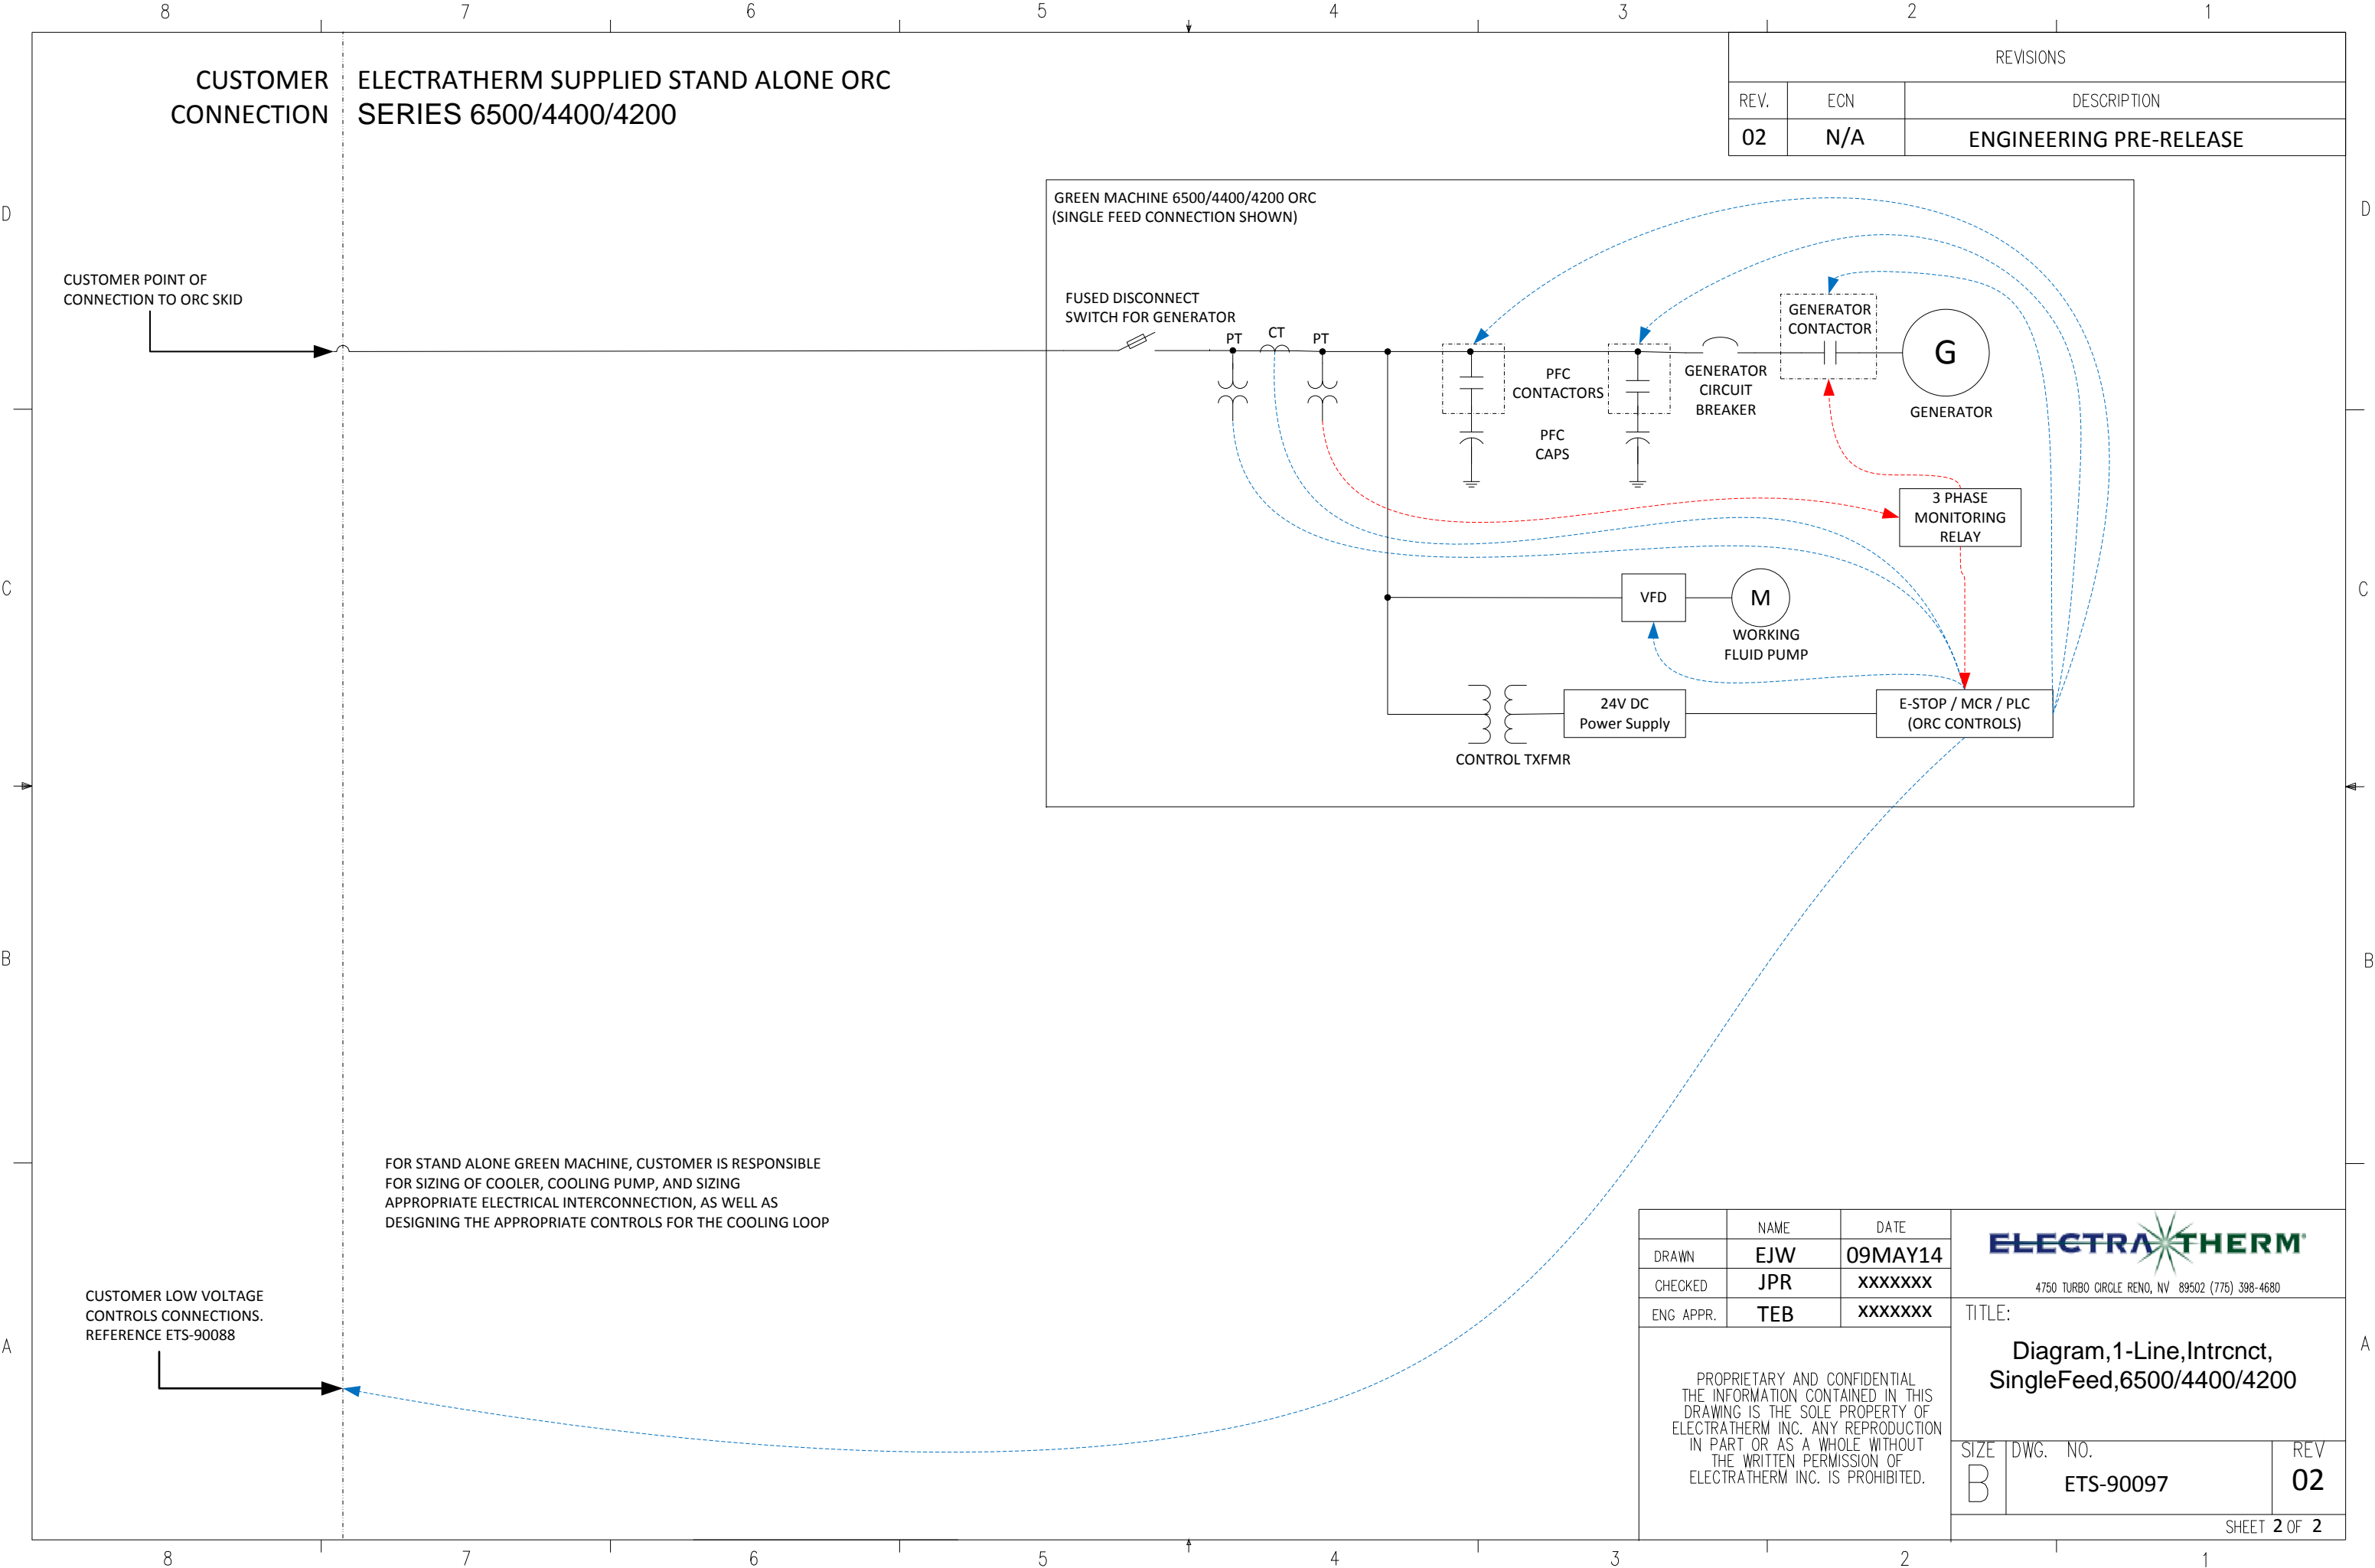 8 7 6 5 4 3 2 1
CUSTOMER
CONNECTION
ELECTRATHERM SUPPLIED STAND ALONE ORC
SERIES 6500/4400/4200
REVISIONS
REV. ECN DESCRIPTION
02 N/A ENGINEERING PRE-RELEASE
D
D
GREEN MACHINE 6500/4400/4200 ORC
(SINGLE FEED CONNECTION SHOWN)
CUSTOMER POINT OF
CONNECTION TO ORC SKID
FUSED DISCONNECT
SWITCH FOR GENERATOR
PT
CT
PT
PFC
CONTACTORS
PFC
CAPS
GENERATOR
CIRCUIT
BREAKER
GENERATOR
CONTACTOR
G
GENERATOR
3 PHASE
MONITORING
RELAY
C
C
VFD
M
WORKING
FLUID PUMP
CONTROL TXFMR
24V DC
Power Supply
E-STOP / MCR / PLC
(ORC CONTROLS)
B
B
FOR STAND ALONE GREEN MACHINE, CUSTOMER IS RESPONSIBLE
FOR SIZING OF COOLER, COOLING PUMP, AND SIZING
APPROPRIATE ELECTRICAL INTERCONNECTION, AS WELL AS
DESIGNING THE APPROPRIATE CONTROLS FOR THE COOLING LOOP
CUSTOMER LOW VOLTAGE
CONTROLS CONNECTIONS.
REFERENCE ETS-90088
A
A
NAME DATE
DRAWN EJW 09MAY14
CHECKED JPR XXXXXXX
ENG APPR. TEB XXXXXXX
PROPRIETARY AND CONFIDENTIAL
THE INFORMATION CONTAINED IN THIS
DRAWING IS THE SOLE PROPERTY OF
ELECTRATHERM INC. ANY REPRODUCTION
IN PART OR AS A WHOLE WITHOUT
THE WRITTEN PERMISSION OF
ELECTRATHERM INC. IS PROHIBITED.
ELECTRATHERM®
4750 TURBO CIRCLE RENO, NV 89502 (775) 398-4680
TITLE:
Diagram,1-Line,Intrcnct,
SingleFeed,6500/4400/4200
SIZE DWG. NO. REV
B ETS-90097 02
SHEET 2 OF 2
8 7 6 5 4 3 2 1